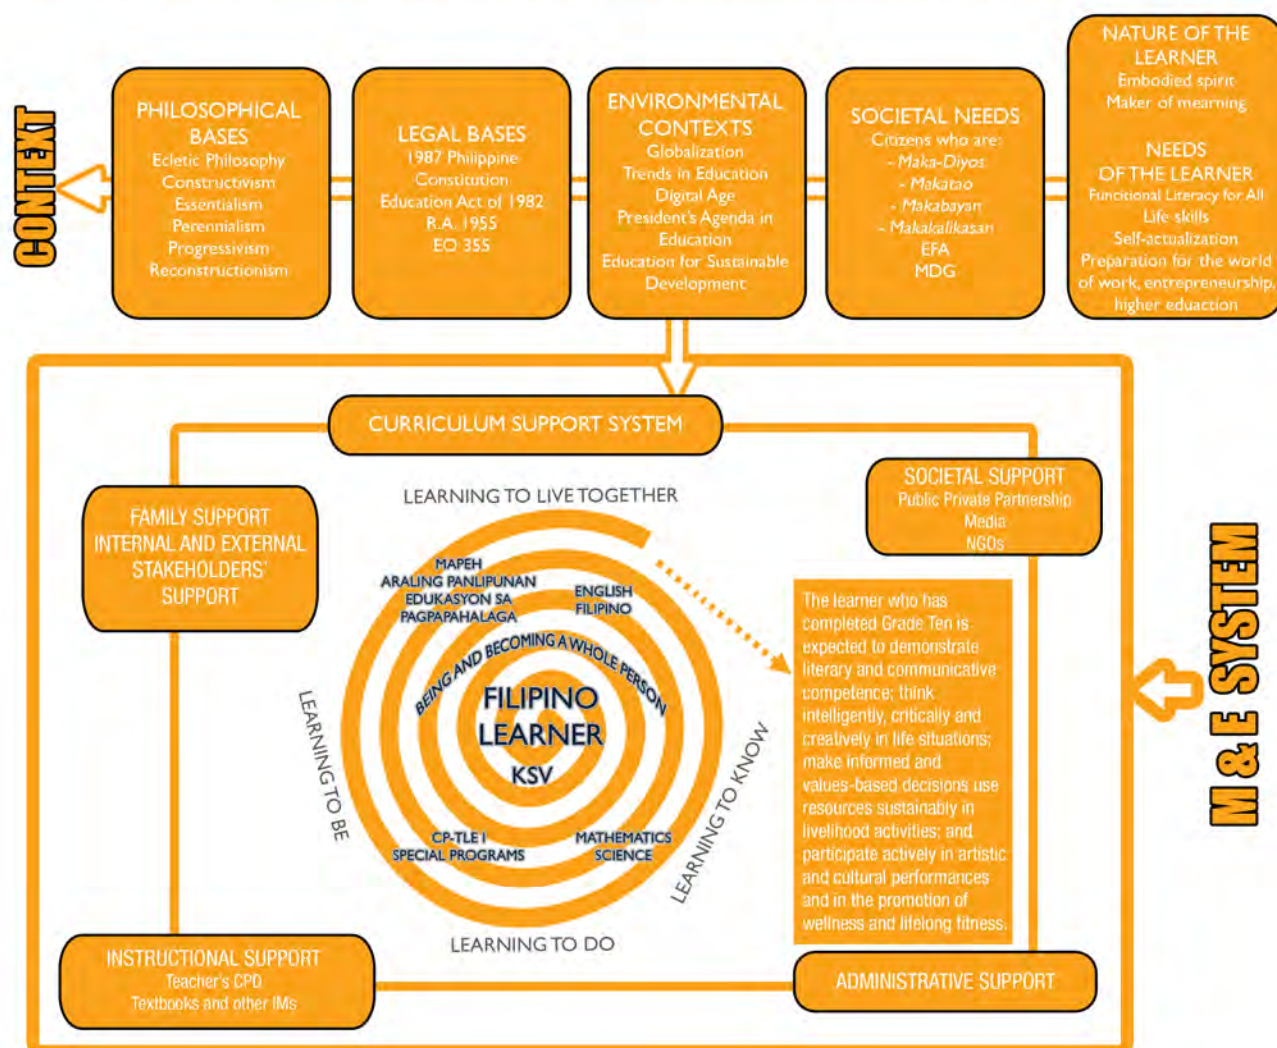 CONTEXT
PHILOSOPHICAL
BASES
Ecletic Philosophy
Constructivism
Essentialism
Perennialism
Progressivism
Reconstructionism
LEGAL BASES
1987 Philippine
Constitution
Education Act of 1982
R.A. 1955
EO 355
ENVIRONMENTAL
CONTEXTS
Globalization
Trends in Education
Digital Age
President's Agenda in
Education
Education for Sustainable
Development
SOCIETAL NEEDS
Citizens who are:
- Maka-Diyos
- Makatao
- Makabayan
- Makakalikasan
EFA
MDG
NATURE OF THE
LEARNER
Embodied spirit
Maker of mearning
NEEDS
OF THE LEARNER
Functional Literacy for All
Life skills
Self-actualization
Preparation for the world
of work, entrepreneurship,
higher eduaction
CURRICULUM SUPPORT SYSTEM
FAMILY SUPPORT
INTERNAL AND EXTERNAL
STAKEHOLDERS'
SUPPORT
SOCIETAL SUPPORT
Public Private Partnership
Media
NGOs
LEARNING TO LIVE TOGETHER
MAPEH
ARALING PANLIPUNAN
EDUKASYON SA
PAGPAPAHALAGA
ENGLISH
FILIPINO
BEING AND BECOMING A WHOLE PERSON
FILIPINO
LEARNER
KSV
CP-TLE I
SPECIAL PROGRAMS
MATHEMATICS
SCIENCE
LEARNING TO BE
LEARNING TO KNOW
LEARNING TO DO
The learner who has
completed Grade Ten is
expected to demonstrate
literary and communicative
competence; think
intelligently, critically and
creatively in life situations;
make informed and
values-based decisions use
resources sustainably in
livelihood activities; and
participate actively in artistic
and cultural performances
and in the promotion of
wellness and lifelong fitness.
M & E SYSTEM
INSTRUCTIONAL SUPPORT
Teacher's CPD
Textbooks and other IMs
ADMINISTRATIVE SUPPORT